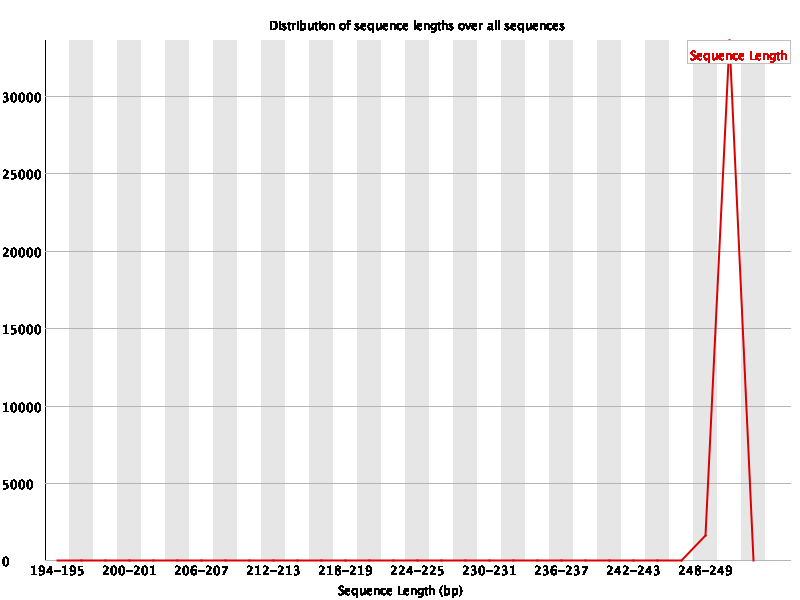 Distribution of sequence lengths over all sequences
Sequence Length
30000
25000
20000
15000
10000
5000
0
194-195 200-201 206-207 212-213 218-219 224-225 230-231 236-237 242-243 248-249
Sequence Length (bp)